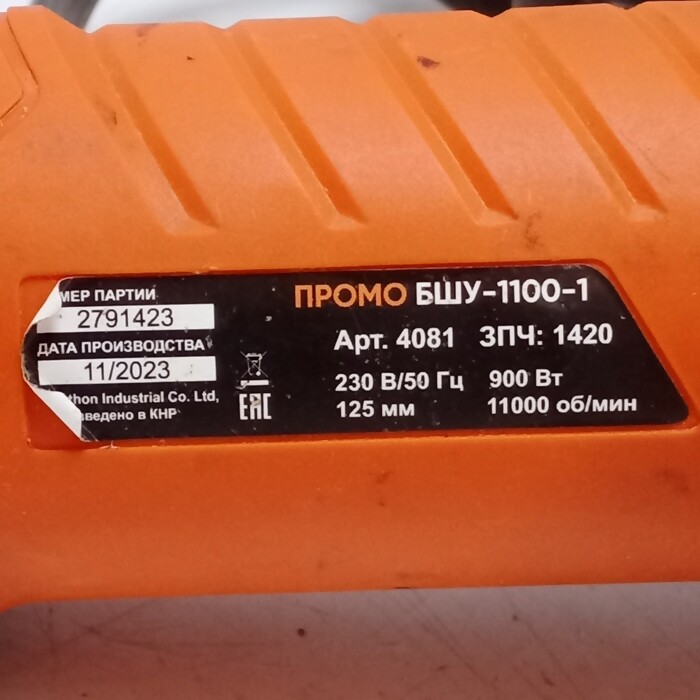 МЕР ПАРТИИ
2791423
ДАТА ПРОИЗВОДСТВА
11/2023
thon Industrial Co. Ltd,
зведено в КНР
EAC
ПРОМО БШУ-1100-1
Арт. 4081 ЗПЧ: 1420
230 В/50 Гц 900 Вт
125 мм 11000 об/мин